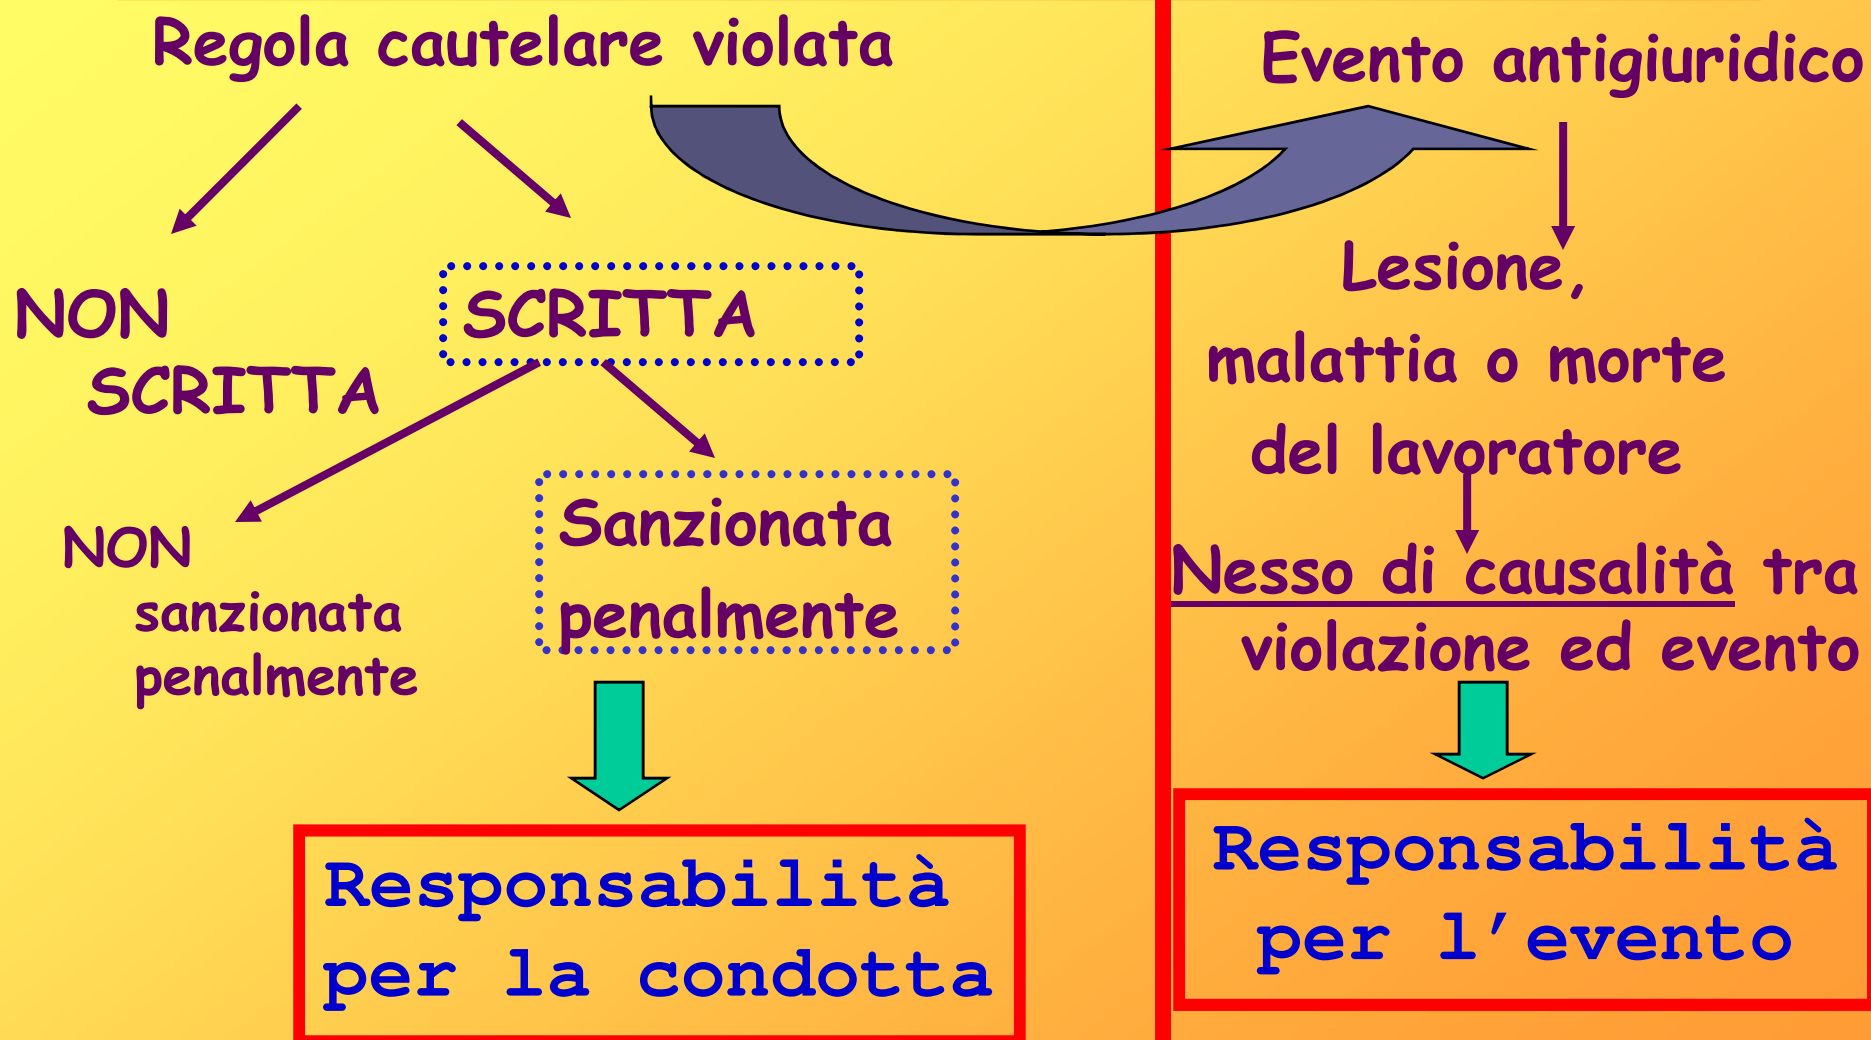 Regola cautelare violata
NON
SCRITTA
SCRITTA
NON
sanzionata
penalmente
Sanzionata
penalmente
Responsabilità
per la condotta
Evento antigiuridico
Lesione,
malattia o morte
del lavoratore
Nesso di causalità tra
violazione ed evento
Responsabilità
per l'evento